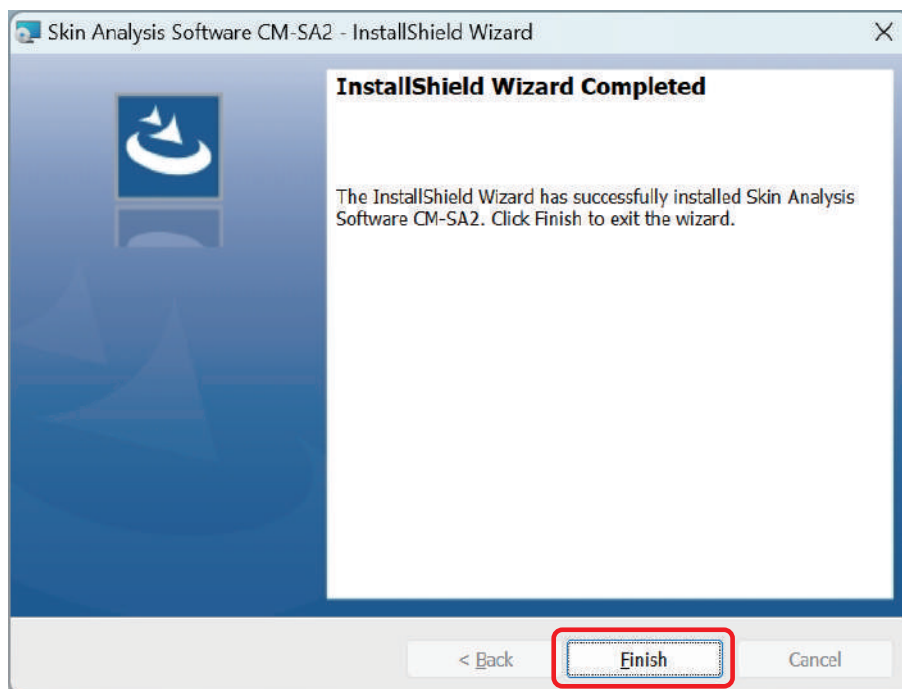 Skin Analysis Software CM-SA2 - InstallShield Wizard
InstallShield Wizard Completed
The InstallShield Wizard has successfully installed Skin Analysis
Software CM-SA2. Click Finish to exit the wizard.
< Back Finish Cancel